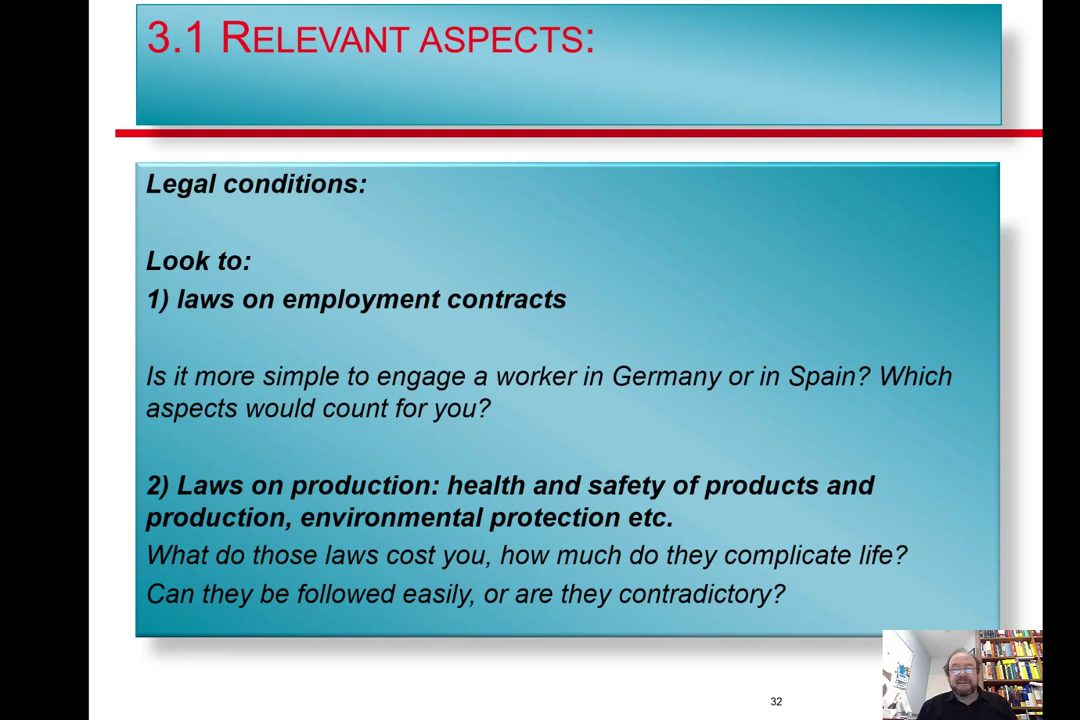 3.1 RELEVANT ASPECTS:
Legal conditions:
Look to:
1) laws on employment contracts
Is it more simple to engage a worker in Germany or in Spain? Which
aspects would count for you?
2) Laws on production: health and safety of products and
production, environmental protection etc.
What do those laws cost you, how much do they complicate life?
Can they be followed easily, or are they contradictory?
32